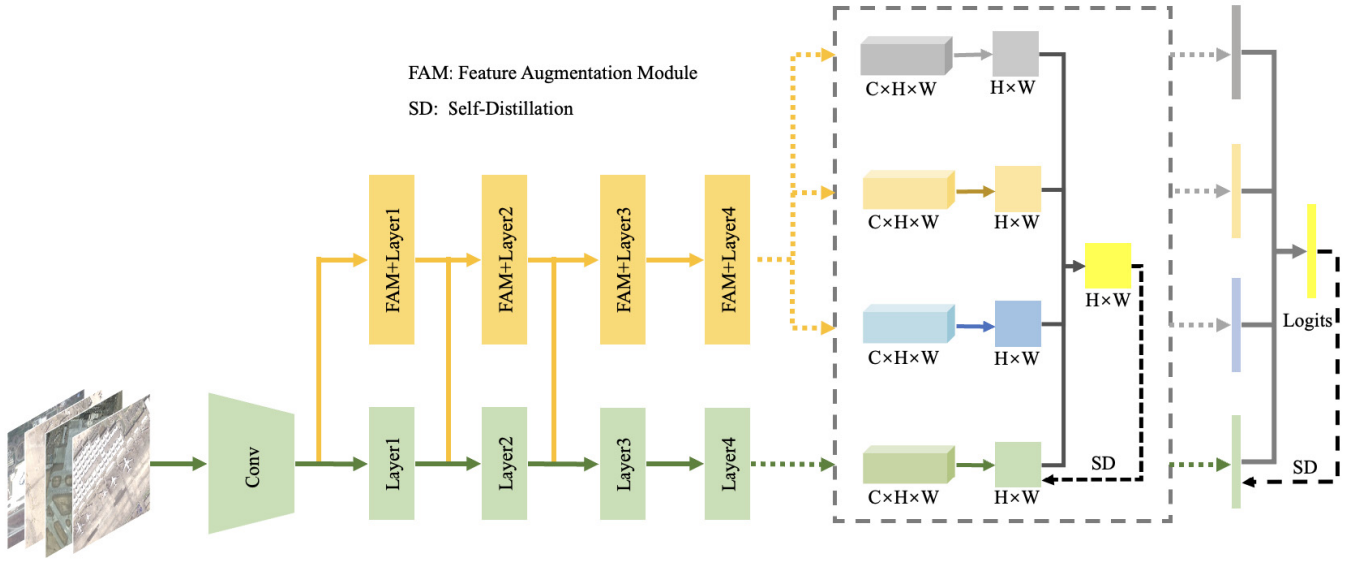 FAM: Feature Augmentation Module
SD: Self-Distillation
FAM+Layer1
FAM+Layer2
FAM+Layer3
FAM+Layer4
Conv
Layer1
Layer2
Layer3
Layer4
C×H×W
H×W
C×H×W
H×W
H×W
C×H×W
H×W
C×H×W
H×W
SD
Logits
SD